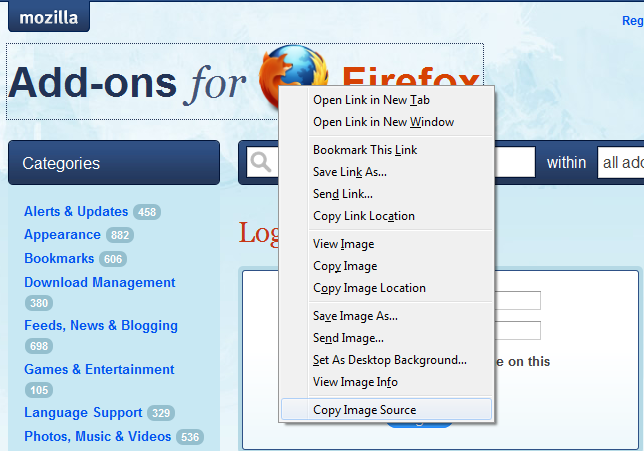 mozilla
Reg
Add-ons for Firefox
Categories
within
all add
Alerts & Updates 458
Appearance 882
Bookmarks 606
Download Management
380
Feeds, News & Blogging
698
Games & Entertainment
105
Language Support 329
Photos, Music & Videos 536
Log
e on this
Open Link in New Tab
Open Link in New Window
Bookmark This Link
Save Link As...
Send Link...
Copy Link Location
View Image
Copy Image
Copy Image Location
Save Image As...
Send Image...
Set As Desktop Background...
View Image Info
Copy Image Source